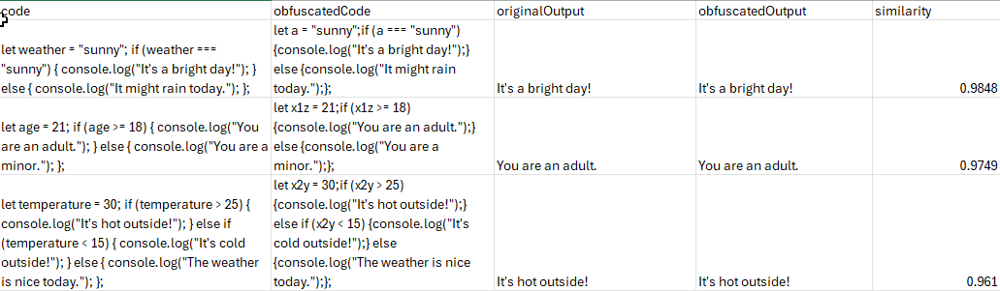 code obfuscatedCode originalOutput obfuscatedOutput similarity
let weather = "sunny"; if (weather ===
"sunny") { console.log("It's a bright day!"); }
else { console.log("It might rain today."); };
let a = "sunny";if (a === "sunny")
{console.log("It's a bright day!");}
else {console.log("It might rain
today.");};
It's a bright day!
It's a bright day!
0.9848
let age = 21; if (age >= 18) { console.log("You
are an adult."); } else { console.log("You are a
minor."); };
let x1z = 21;if (x1z >= 18)
{console.log("You are an adult.");}
else {console.log("You are a
minor.");};
You are an adult.
You are an adult.
0.9749
let temperature = 30; if (temperature > 25) {
console.log("It's hot outside!"); } else if
(temperature < 15) { console.log("It's cold
outside!"); } else { console.log("The weather
is nice today."); };
let x2y = 30;if (x2y > 25)
{console.log("It's hot outside!");}
else if (x2y < 15) {console.log("It's
cold outside!");} else
{console.log("The weather is nice
today.");};
It's hot outside!
It's hot outside!
0.961